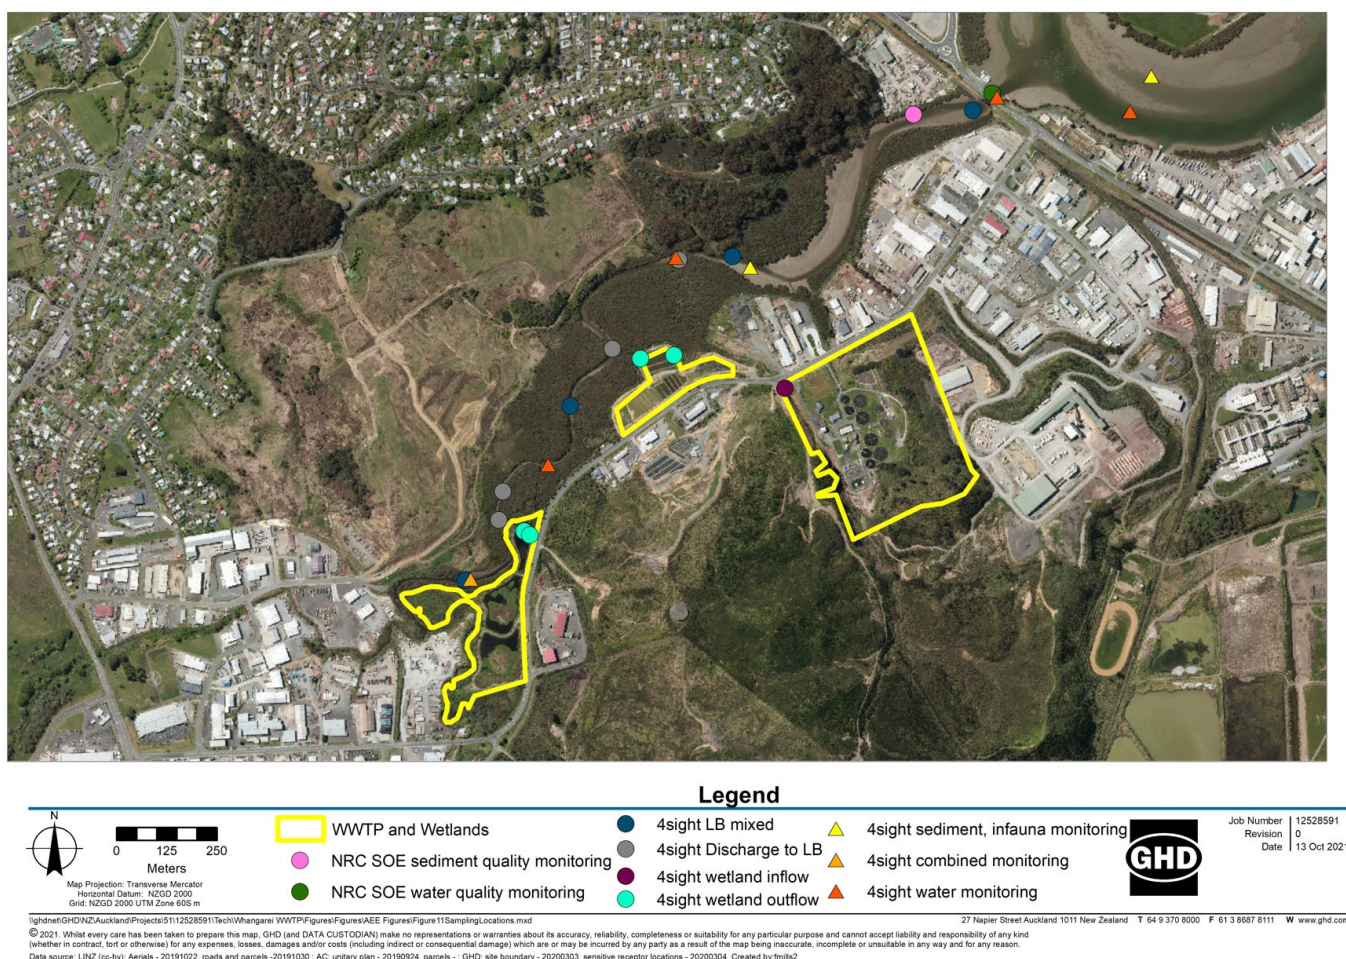 Legend
N
0 125 250
Meters
Map Projection: Transverse Mercator
Horizontal Datum: NZGD 2000
Grid: NZGD 2000 UTM Zone 60S m
WWTP and Wetlands
NRC SOE sediment quality monitoring
NRC SOE water quality monitoring
4sight LB mixed
4sight Discharge to LB
4sight wetland inflow
4sight wetland outflow
4sight sediment, infauna monitoring
4sight combined monitoring
4sight water monitoring
GHD
Job Number 12528591
Revision 0
Date 13 Oct 2021
\\ghdnet\GHD\NZ\Auckland\Projects\51\12528591\Tech\Whangarei WWTP\Figures\Figures\AEE Figures\Figure11SamplingLocations.mxd
27 Napier Street Auckland 1011 New Zealand T 64 9 370 8000 F 61 3 8687 8111 W www.ghd.com
© 2021. Whilst every care has been taken to prepare this map, GHD (and DATA CUSTODIAN) make no representations or warranties about its accuracy, reliability, completeness or suitability for any particular purpose and cannot accept liability and responsibility of any kind
(whether in contract, tort or otherwise) for any expenses, losses, damages and/or costs (including indirect or consequential damage) which are or may be incurred by any party as a result of the map being inaccurate, incomplete or unsuitable in any way and for any reason.
Data source: LINZ (cc-by): Aerials - 20191022, roads and parcels -20191030 ; AC: unitary plan - 20190924, parcels - ; GHD: site boundary - 20200303, sensitive receptor locations - 20200304. Created by:fmills2